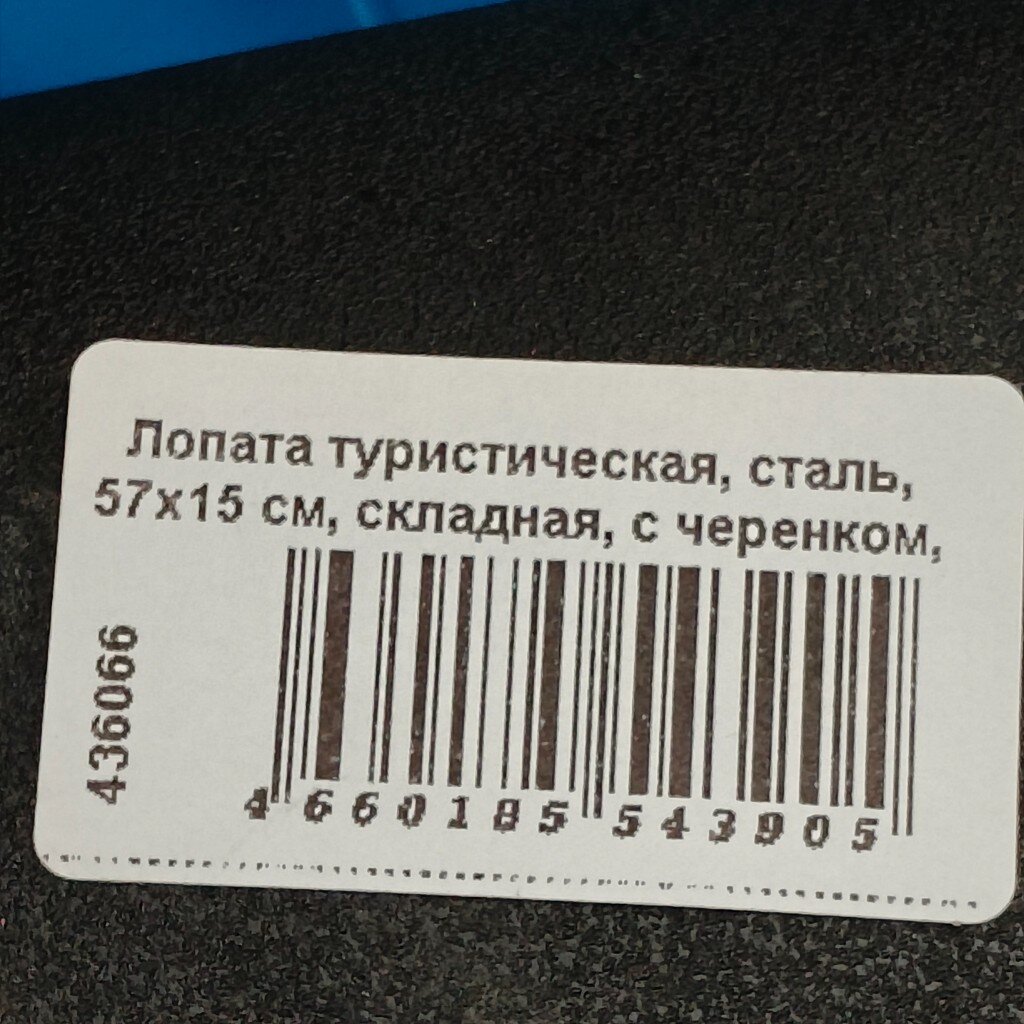 Лопата туристическая, сталь,
57х15 см, складная, с черенком,
436066
4 660185 543905